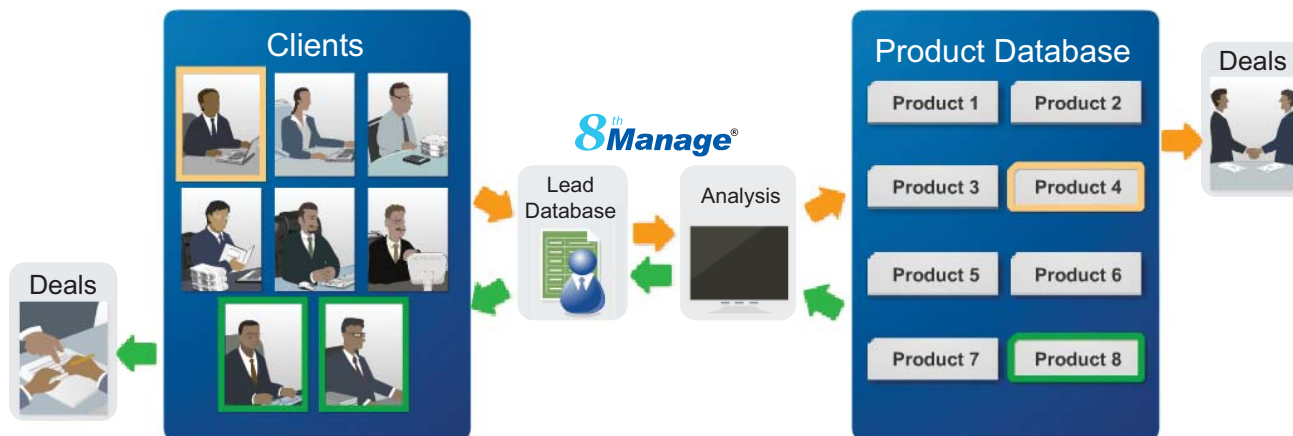 Clients
Product Database
Deals
Product 1
Product 2
8th Manage®
Lead
Database
Analysis
Product 3
Product 4
Deals
Product 5
Product 6
Product 7
Product 8